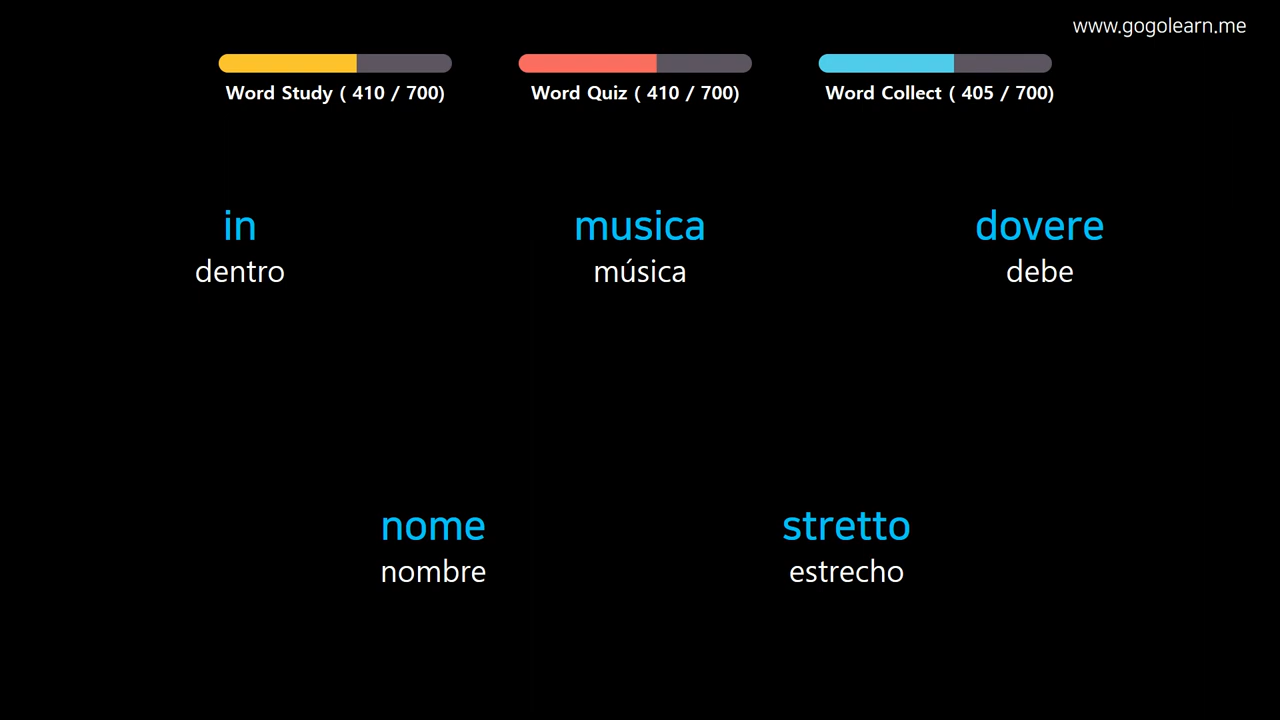 www.gogolearn.me
Word Study ( 410 / 700)
Word Quiz ( 410 / 700)
Word Collect ( 405 / 700)
in
dentro
musica
música
dovere
debe
nome
nombre
stretto
estrecho